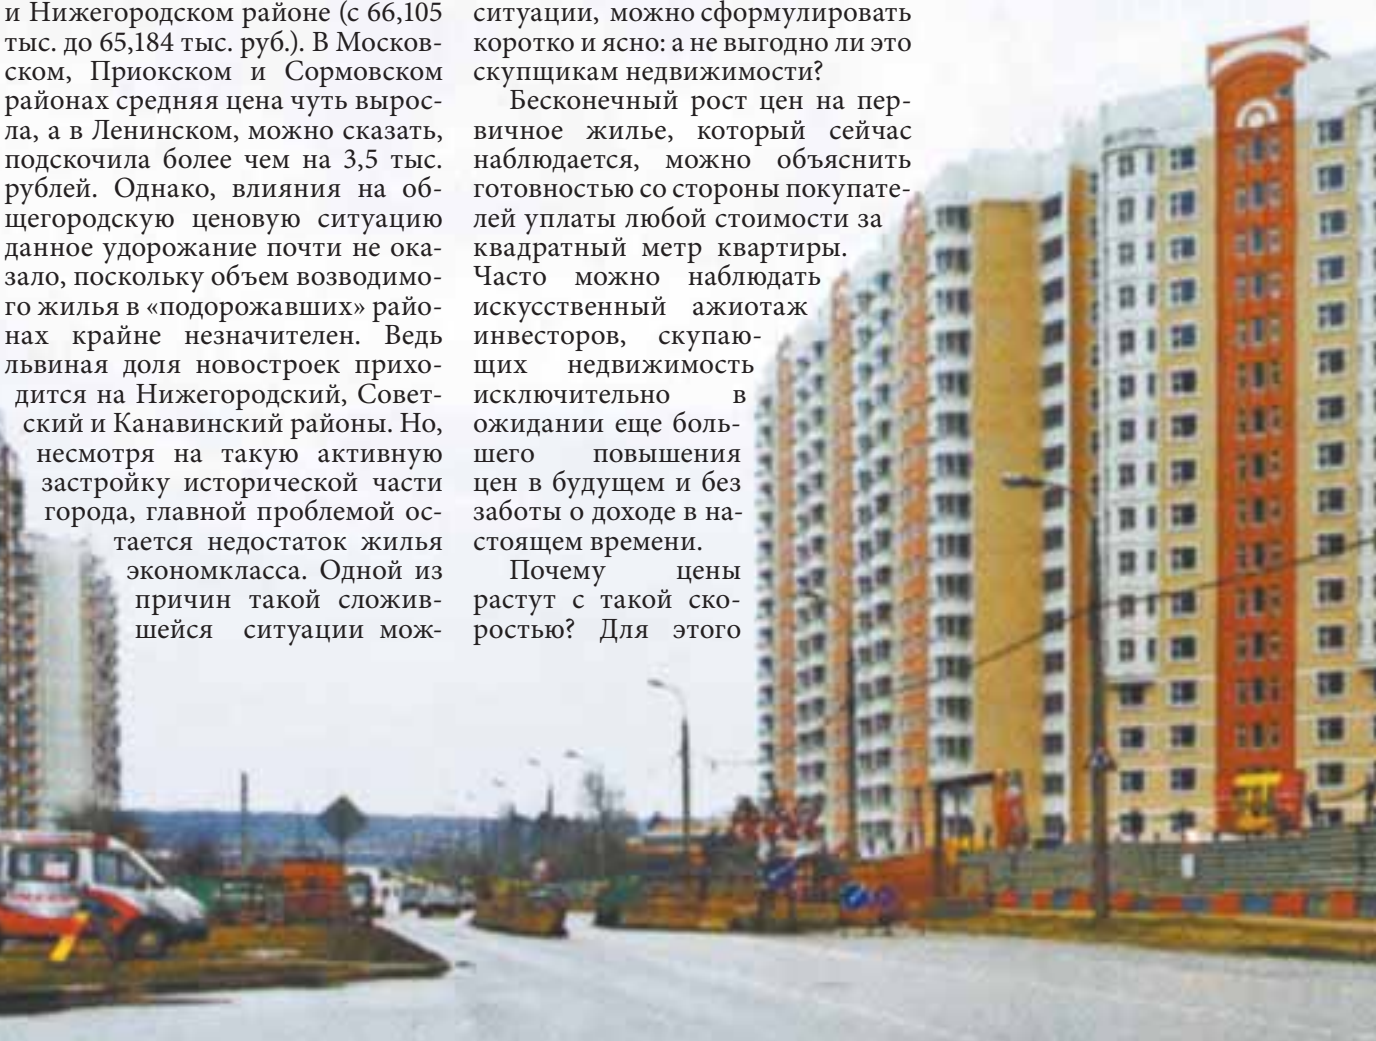 и Нижегородском районе (с 66,105
тыс. до 65,184 тыс. руб.). В Москов-
ском, Приокском и Сормовском
районах средняя цена чуть вырос-
ла, а в Ленинском, можно сказать,
подскочила более чем на 3,5 тыс.
рублей. Однако, влияния на об-
щегородскую ценовую ситуацию
данное удорожание почти не ока-
зало, поскольку объем возводимо-
го жилья в «подорожавших» райо-
нах крайне незначителен. Ведь
львиная доля новостроек прихо-
дится на Нижегородский, Совет-
ский и Канавинский районы. Но,
несмотря на такую активную
застройку исторической части
города, главной проблемой ос-
тается недостаток жилья
экономкласса. Одной из
причин такой сложив-
шейся ситуации мож-
ситуации, можно сформулировать
коротко и ясно: а не выгодно ли это
скупщикам недвижимости?
Бесконечный рост цен на пер-
вичное жилье, который сейчас
наблюдается, можно объяснить
готовностью со стороны покупате-
лей уплаты любой стоимости за
квадратный метр квартиры.
Часто можно наблюдать
искусственный ажиотаж
инвесторов, скупаю-
щих недвижимость
исключительно в
ожидании еще боль-
шего повышения
цен в будущем и без
заботы о доходе в на-
стоящем времени.
Почему цены
растут с такой ско-
ростью? Для этого